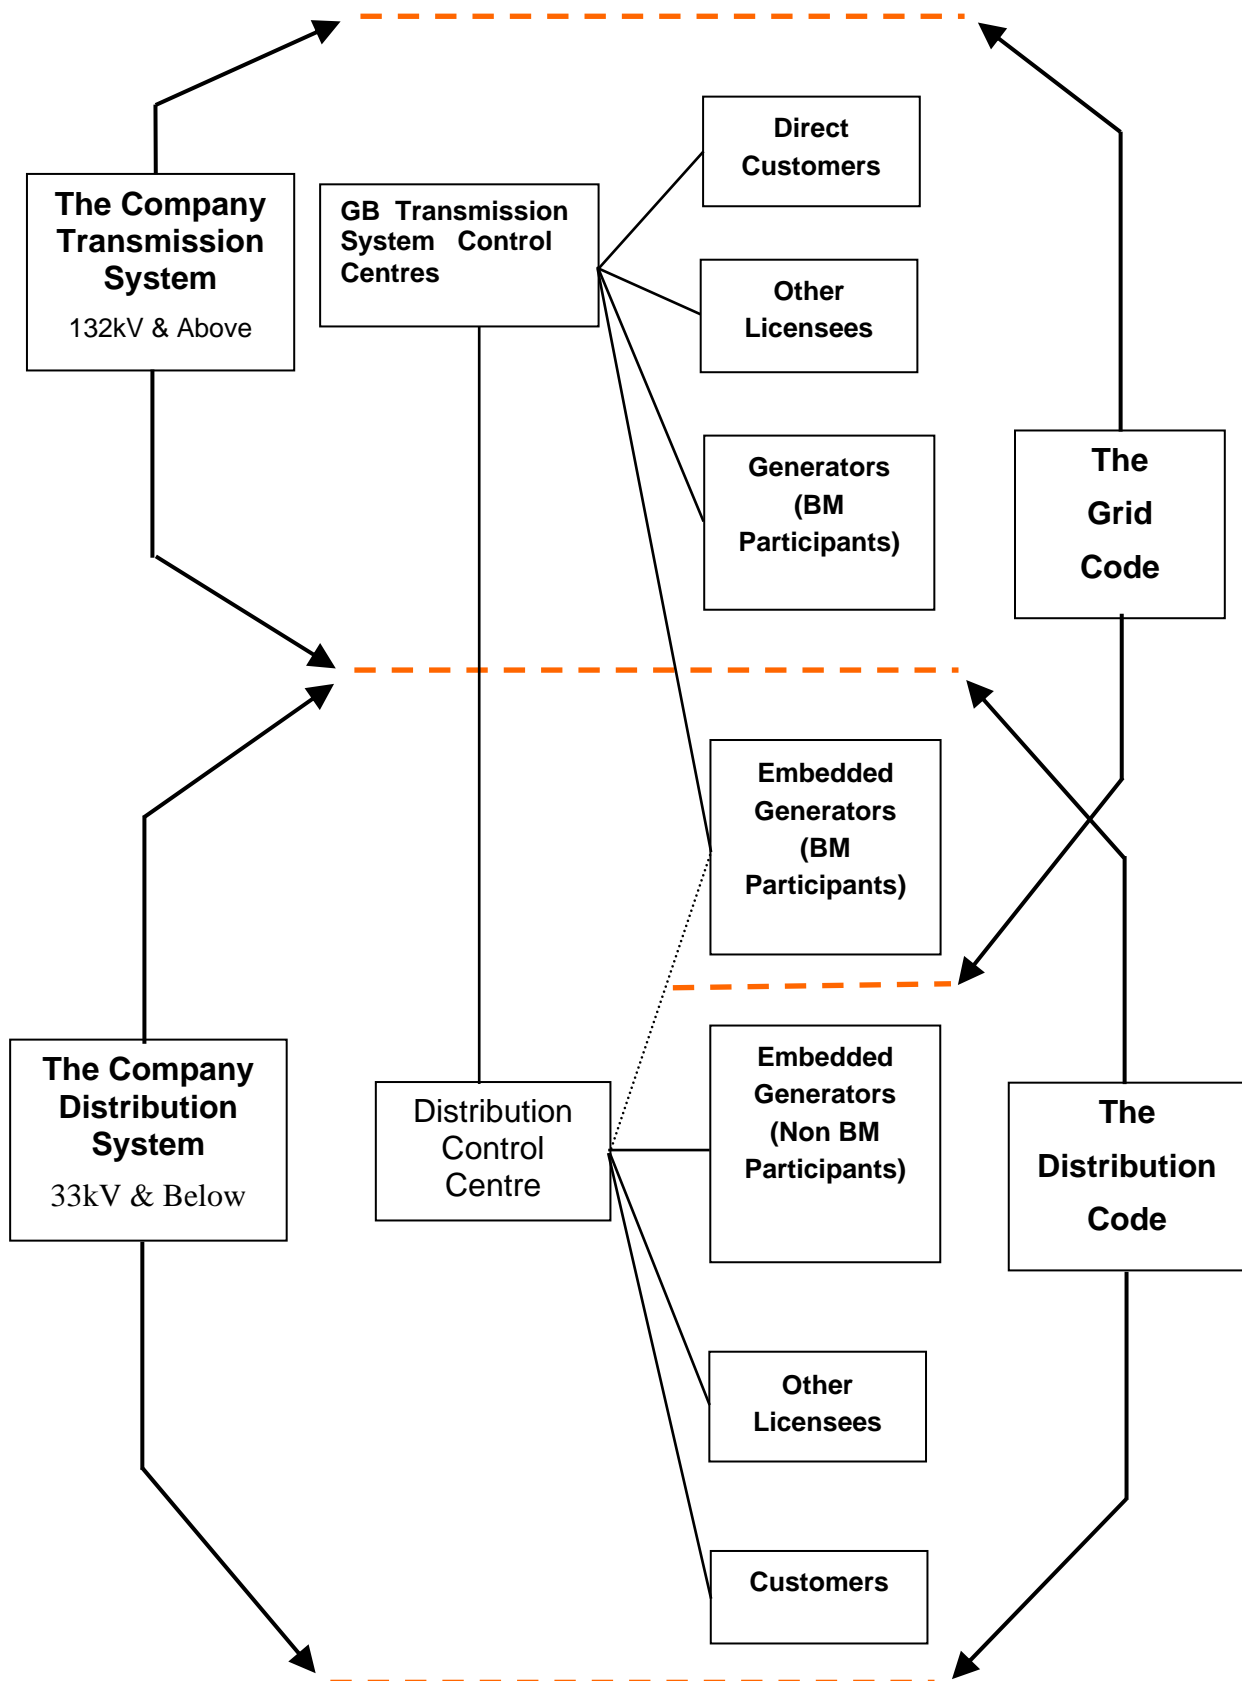 Direct
Customers
The Company
Transmission
System
132kV & Above
GB Transmission
System Control
Centres
Other
Licensees
Generators
(BM
Participants)
The
Grid
Code
Embedded
Generators
(BM
Participants)
The Company
Distribution
System
33kV & Below
Distribution
Control
Centre
Embedded
Generators
(Non BM
Participants)
The
Distribution
Code
Other
Licensees
Customers